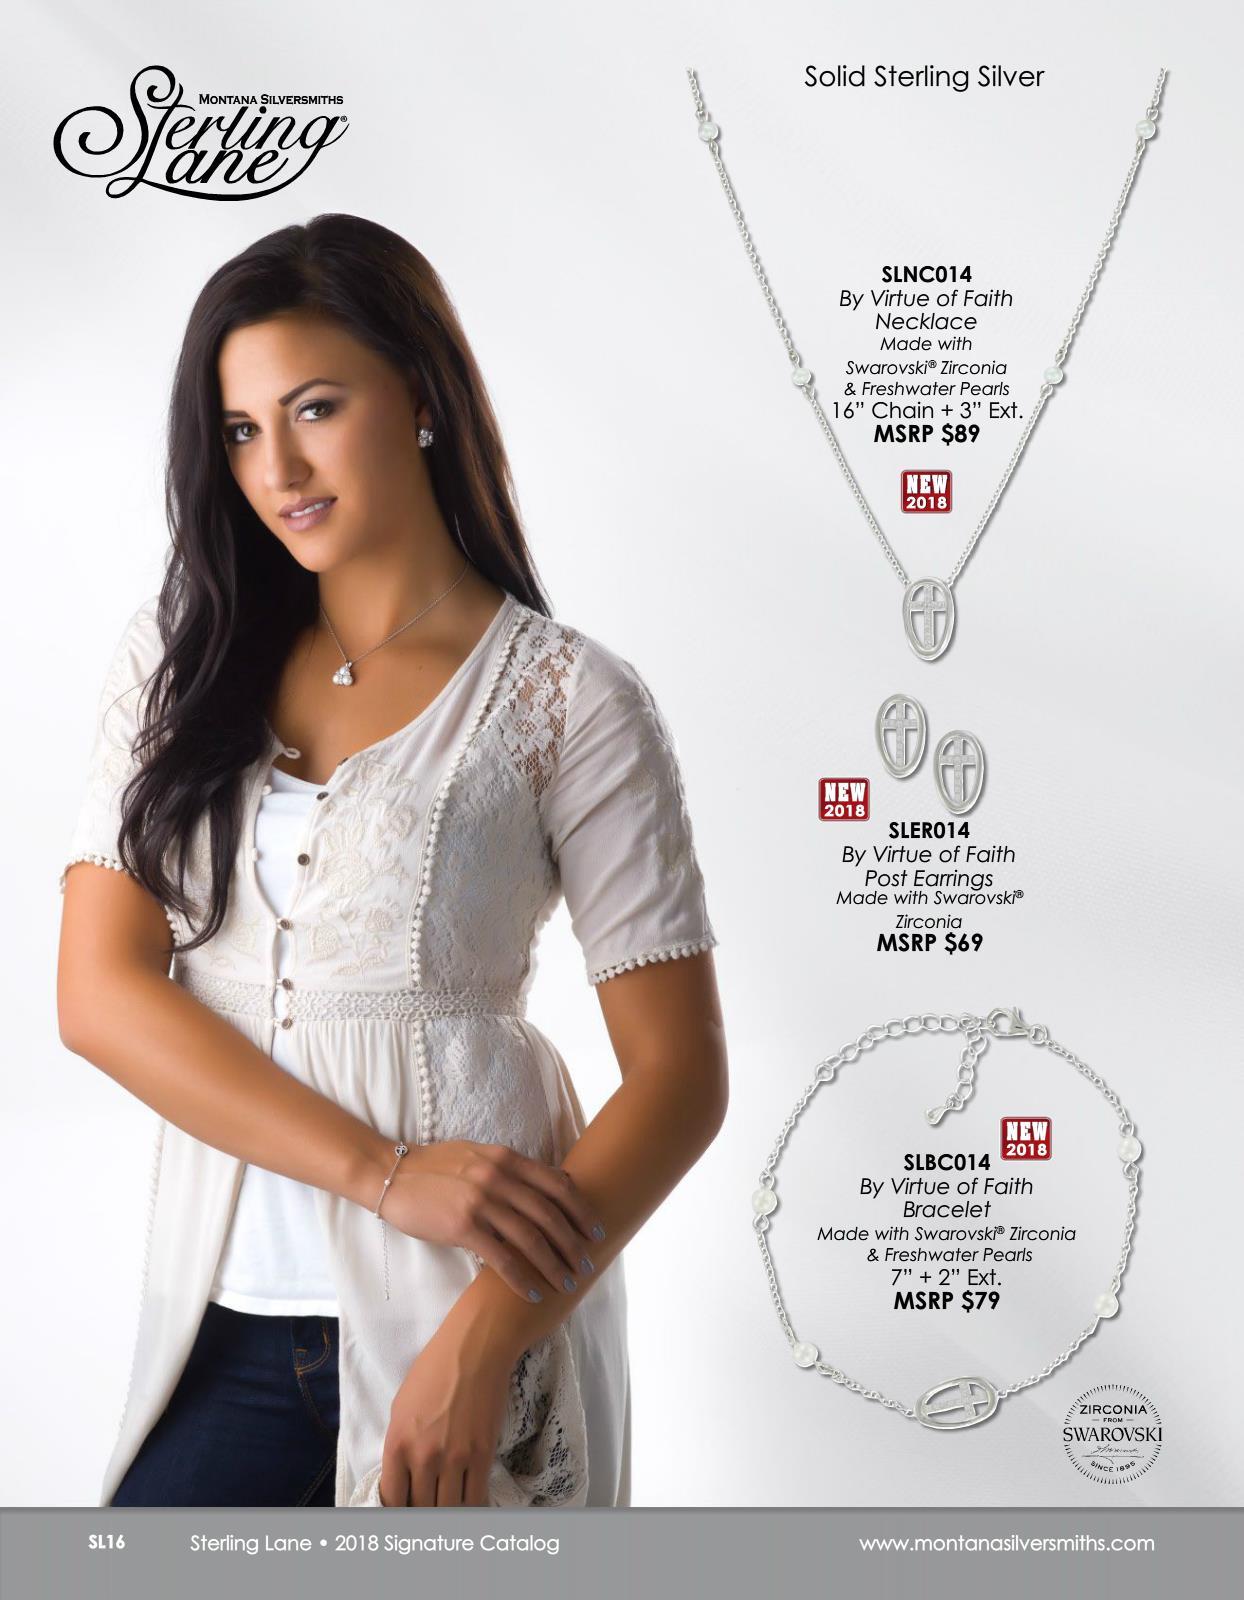 MONTANA SILVERSMITHS
Sterling®
Lane
Solid Sterling Silver
SLNC014
By Virtue of Faith
Necklace
Made with
Swarovski® Zirconia
& Freshwater Pearls
16” Chain + 3” Ext.
MSRP $89
NEW
2018
NEW
2018
SLER014
By Virtue of Faith
Post Earrings
Made with Swarovski®
Zirconia
MSRP $69
NEW
2018
SLBC014
By Virtue of Faith
Bracelet
Made with Swarovski® Zirconia
& Freshwater Pearls
7” + 2” Ext.
MSRP $79
ZIRCONIA
— FROM —
SWAROVSKI
SINCE 1895
SL16 Sterling Lane • 2018 Signature Catalog www.montanasilversmiths.com